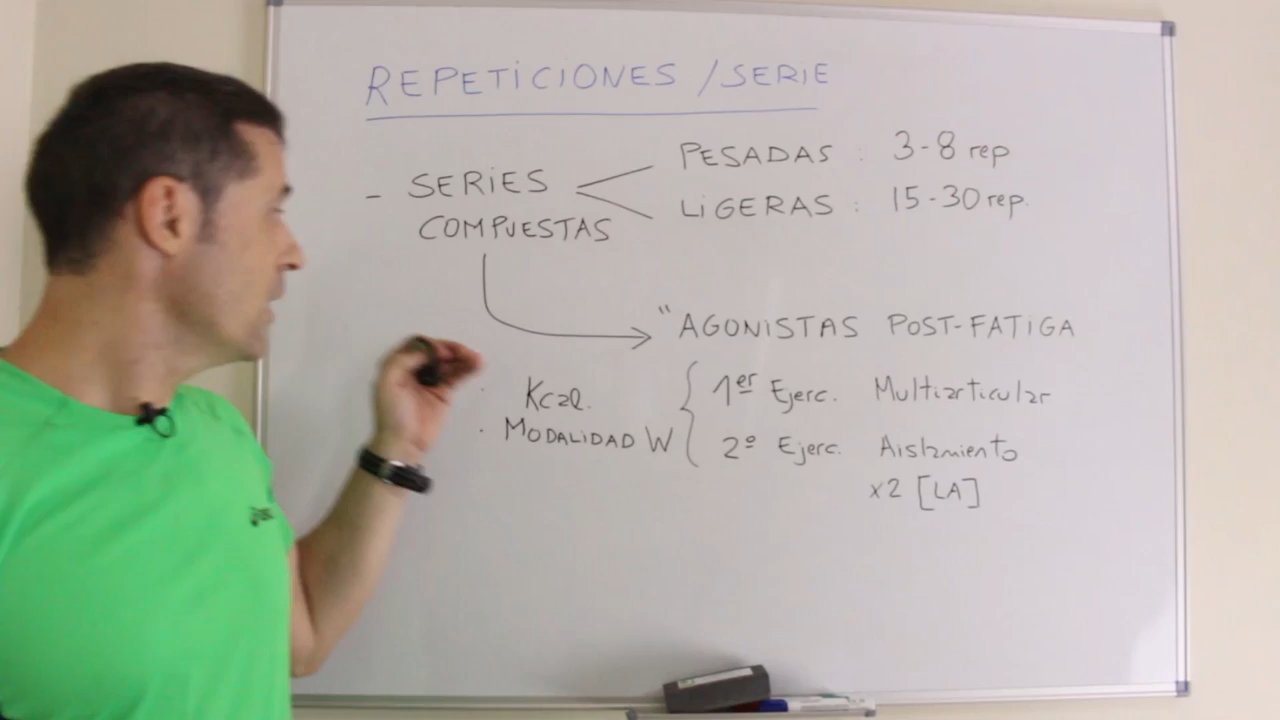 REPETICIONES / SERIE
- SERIES
COMPUESTAS
PESADAS : 3-8 rep
LIGERAS : 15-30 rep.
"AGONISTAS POST-FATIGA
· Kcal.
· MODALIDAD W
1er Ejerc. Multiarticular
2º Ejerc. Aislamiento
x2 [LA]